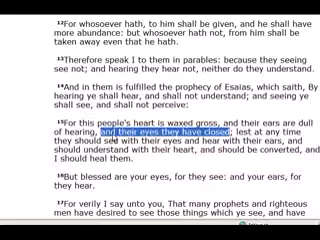 12For whosoever hath, to him shall be given, and he shall have
more abundance: but whosoever hath not, from him shall be
taken away even that he hath.
13Therefore speak I to them in parables: because they seeing
see not; and hearing they hear not, neither do they understand.
14And in them is fulfilled the prophecy of Esaias, which saith, By
hearing ye shall hear, and shall not understand; and seeing ye
shall see, and shall not perceive:
15For this people's heart is waxed gross, and their ears are dull
of hearing, and their eyes they have closed; lest at any time
they should see with their eyes and hear with their ears, and
should understand with their heart, and should be converted, and
I should heal them.
16But blessed are your eyes, for they see: and your ears, for
they hear.
17For verily I say unto you, That many prophets and righteous
men have desired to see those things which ye see, and have